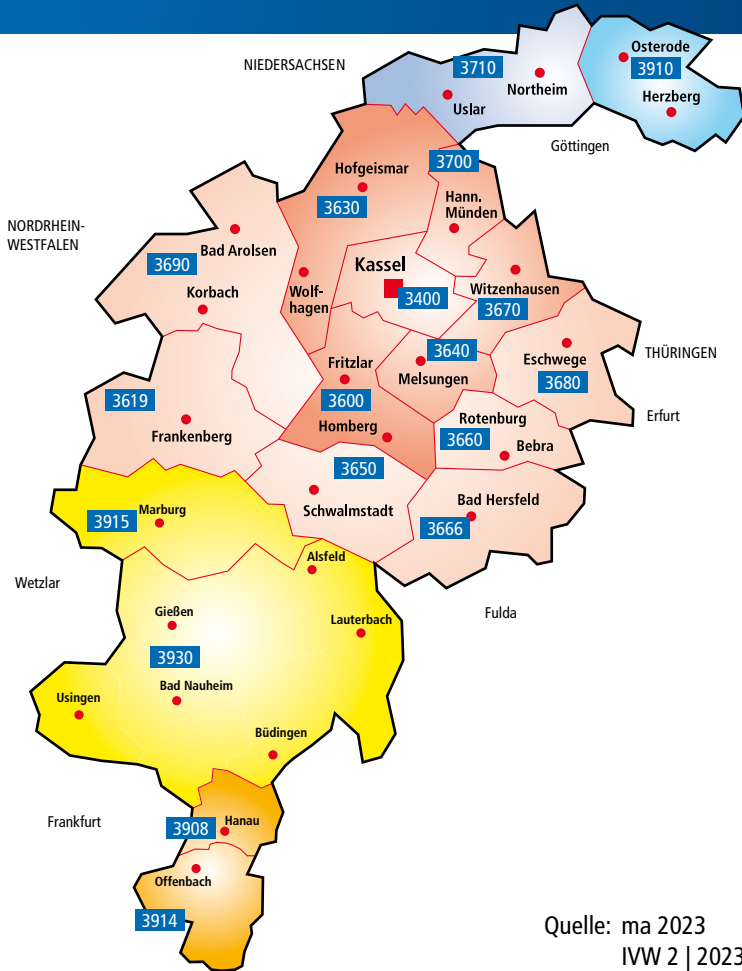 Osterode
NIEDERSACHSEN
3710
3910
Northeim
Herzberg
Uslar
Göttingen
3700
Hofgeismar
Hann.
Münden
3630
NORDRHEIN-
WESTFALEN
Bad Arolsen
3690
Kassel
Wolf-
hagen
Witzenhausen
3400
3670
Korbach
3640
THÜRINGEN
Eschwege
Fritzlar
Melsungen
3680
3619
3600
Rotenburg
Erfurt
Frankenberg
Homberg
3660
Bebra
3650
Bad Hersfeld
Schwalmstadt
Marburg
3915
3666
Alsfeld
Wetzlar
Gießen
Lauterbach
Fulda
3930
Usingen
Bad Nauheim
Büdingen
Frankfurt
3908
Hanau
Offenbach
3914
Quelle: ma 2023
IVW 2 | 2023